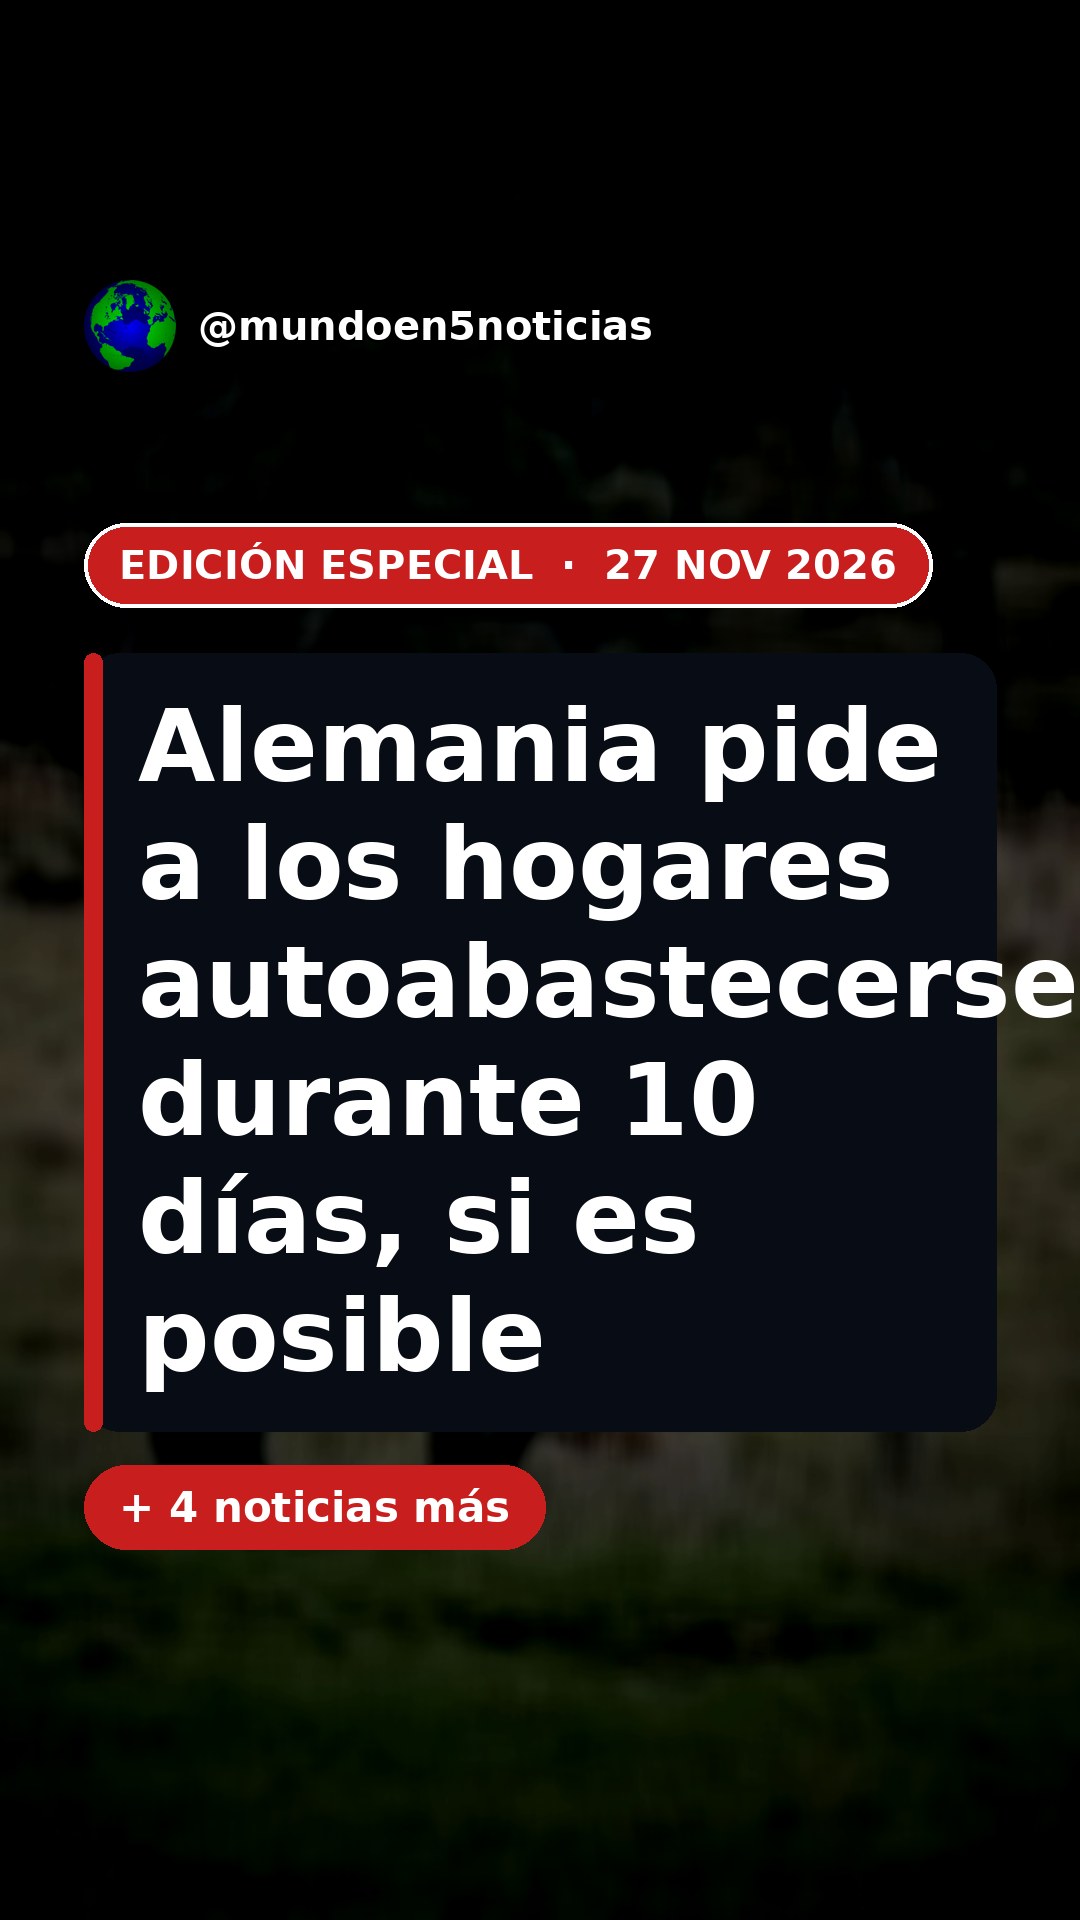 @mundoen5noticias
EDICIÓN ESPECIAL · 27 NOV 2026
Alemania pide
a los hogares
autoabastecerse
durante 10
días, si es
posible
+ 4 noticias más